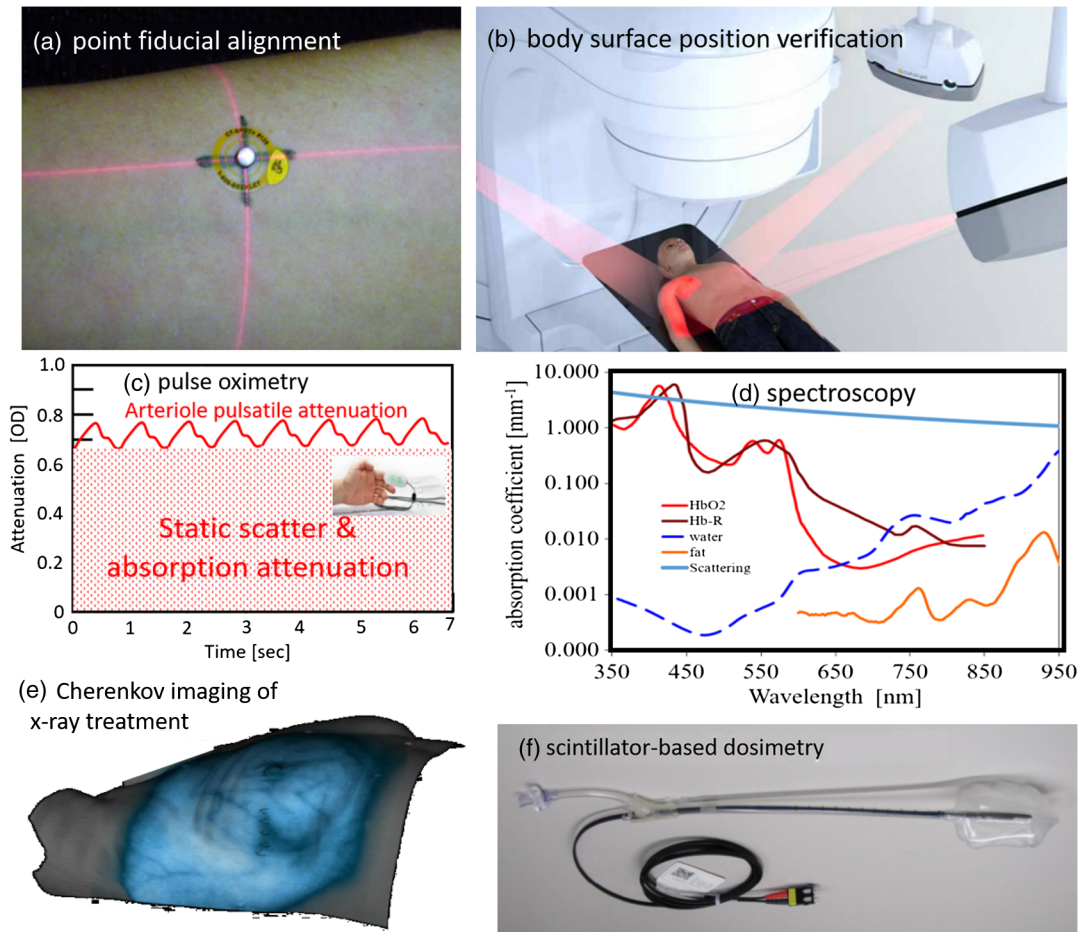 (a) point fiducial alignment
(b) body surface position verification
1.0
0.8
0.6
0.4
0.2
0
Attenuation [OD]
(c) pulse oximetry
Arteriole pulsatile attenuation
Static scatter &
absorption attenuation
0 1 2 3 4 5 6 7
Time [sec]
10.000
1.000
0.100
0.010
0.001
0.000
absorption coefficient [mm-1]
(d) spectroscopy
HbO2
Hb-R
water
fat
Scattering
350 450 550 650 750 850 950
Wavelength [nm]
(e) Cherenkov imaging of
x-ray treatment
(f) scintillator-based dosimetry